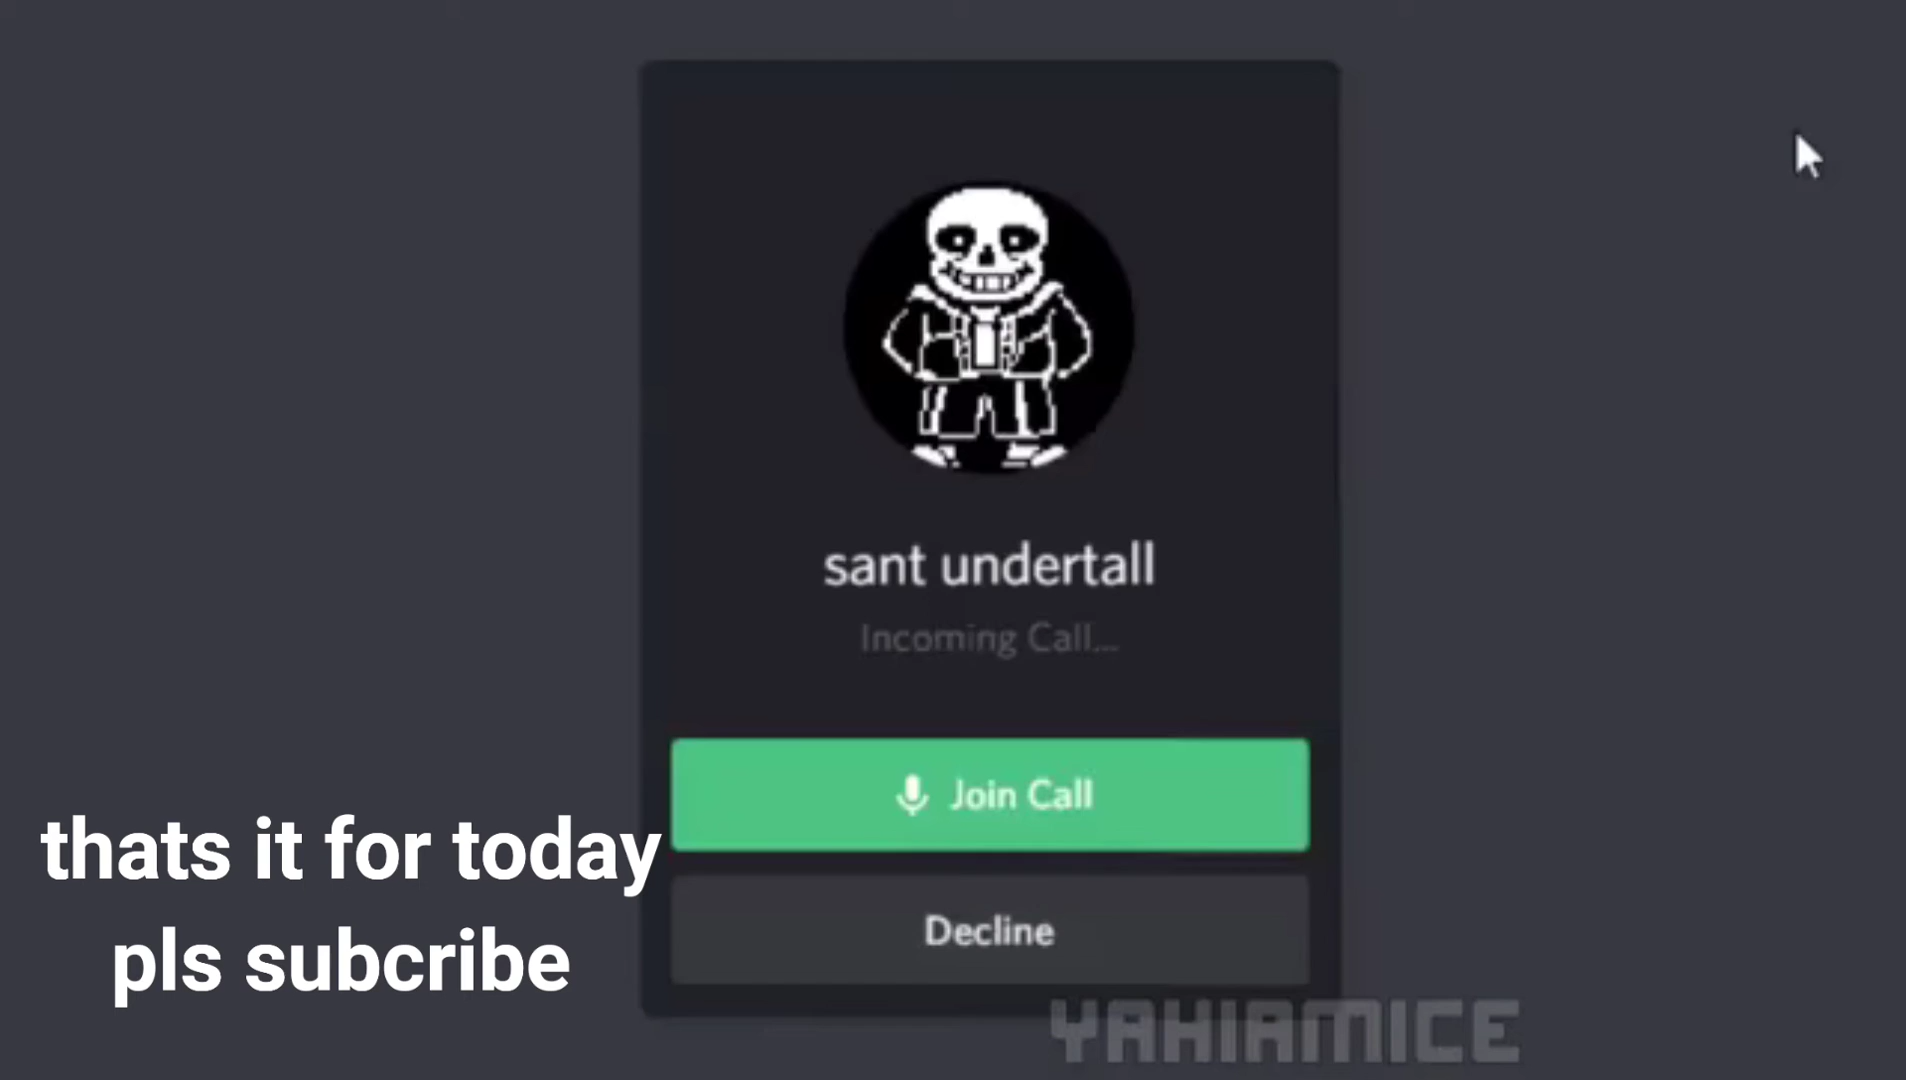 sant undertall
Incoming Call...
Join Call
Decline
thats it for today
pls subcribe
YAHIAMICE